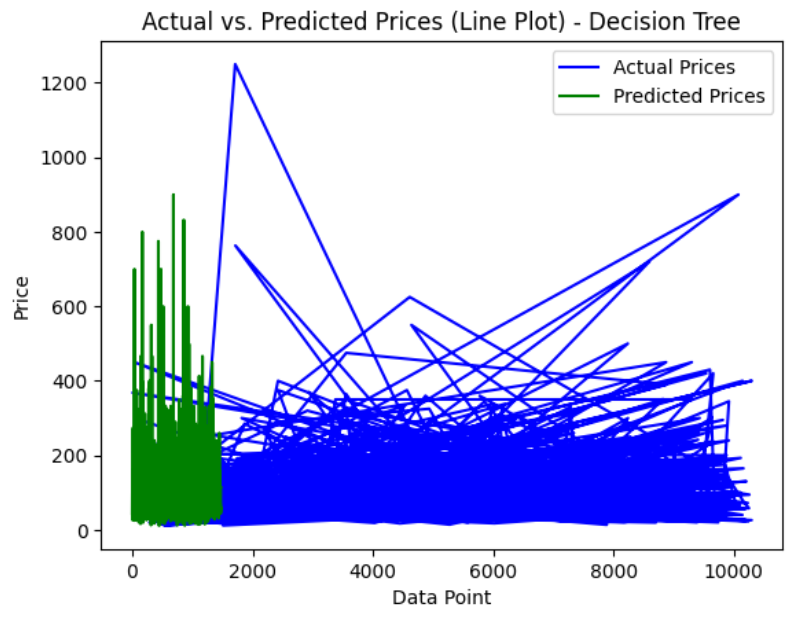 Actual vs. Predicted Prices (Line Plot) - Decision Tree
Actual Prices
Predicted Prices
1200
1000
800
600
400
200
0
Price
0 2000 4000 6000 8000 10000
Data Point